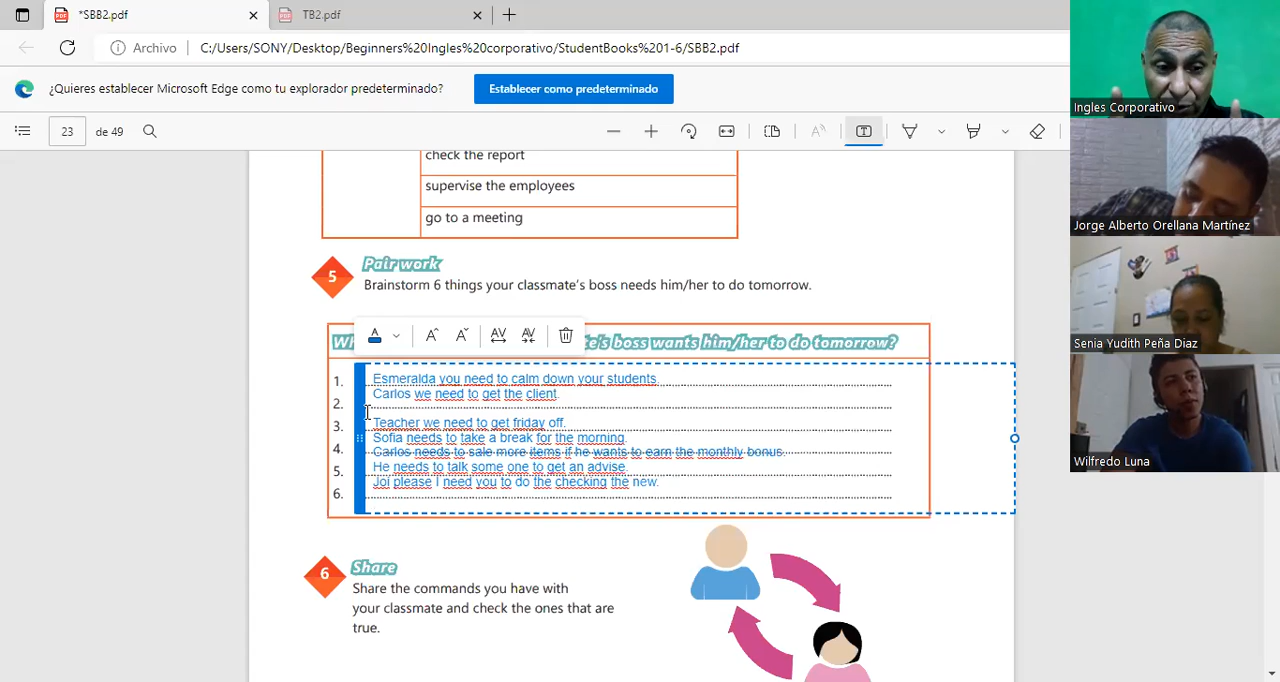 *SBB2.pdf
TB2.pdf
Archivo
C:/Users/SONY/Desktop/Beginners%20Ingles%20corporativo/StudentBooks%201-6/SBB2.pdf
¿Quieres establecer Microsoft Edge como tu explorador predeterminado?
Establecer como predeterminado
23 de 49
check the report
supervise the employees
go to a meeting
5
Pair work
Brainstorm 6 things your classmate's boss needs him/her to do tomorrow.
boss wants him/her to do tomorrow?
1. Esmeralda you need to calm down your students.
Carlos we need to get the client.
2.
3. Teacher we need to get friday off.
Sofia needs to take a break for the morning.
4. Carlos needs to sale more items if he wants to earn the monthly bonus.
5. He needs to talk some one to get an advise.
Joi please I need you to do the checking the new.
6.
6
Share
Share the commands you have with
your classmate and check the ones that are
true.
Ingles Corporativo
Jorge Alberto Orellana Martínez
Senia Yudith Peña Diaz
Wilfredo Luna